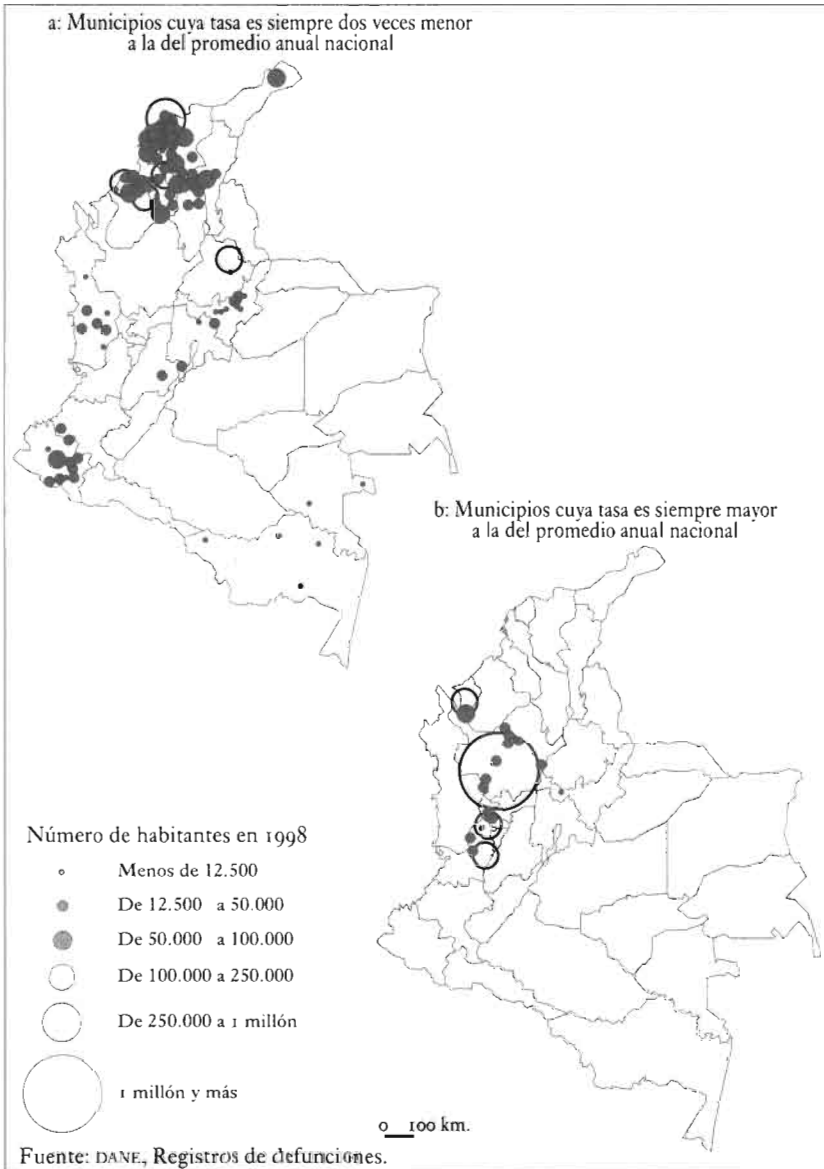 a: Municipios cuya tasa es siempre dos veces menor
a la del promedio anual nacional
b: Municipios cuya tasa es siempre mayor
a la del promedio anual nacional
Número de habitantes en 1998
Menos de 12.500
De 12.500 a 50.000
De 50.000 a 100.000
De 100.000 a 250.000
De 250.000 a 1 millón
1 millón y más
0 100 km.
Fuente: DANE, Registros de defunciones.